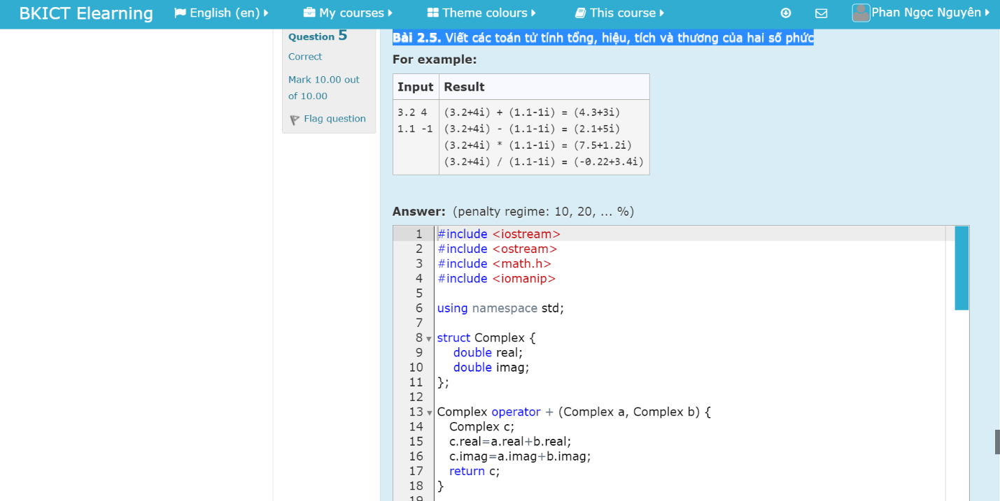 BKICT Elearning English (en) My courses Theme colours This course Phan Ngọc Nguyên
Question 5
Correct
Mark 10.00 out
of 10.00
Flag question
Bài 2.5. Viết các toán tử tính tổng, hiệu, tích và thương của hai số phức
For example:
Input Result
3.2 4 (3.2+4i) + (1.1-1i) = (4.3+3i)
1.1 -1 (3.2+4i) - (1.1-1i) = (2.1+5i)
(3.2+4i) * (1.1-1i) = (7.5+1.2i)
(3.2+4i) / (1.1-1i) = (-0.22+3.4i)
Answer: (penalty regime: 10, 20, ... %)
1 #include <iostream>
2 #include <ostream>
3 #include <math.h>
4 #include <iomanip>
5
6 using namespace std;
7
8 struct Complex {
9 double real;
10 double imag;
11 };
12
13 Complex operator + (Complex a, Complex b) {
14 Complex c;
15 c.real=a.real+b.real;
16 c.imag=a.imag+b.imag;
17 return c;
18 }
19